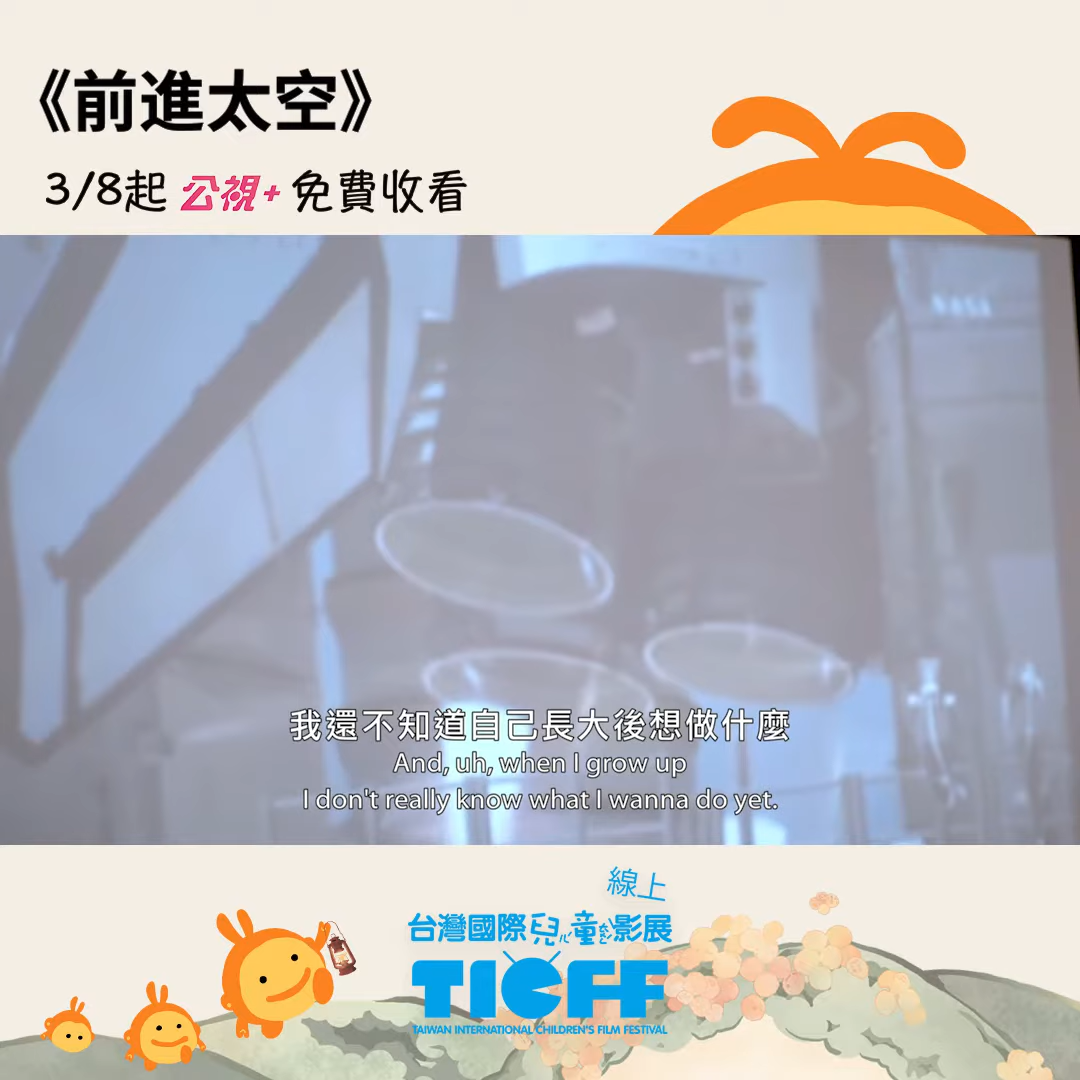 《前進太空》
3/8起 公視+ 免費收看
NASA
我還不知道自己長大後想做什麼
And, uh, when I grow up
I don't really know what I wanna do yet.
線上
台灣國際兒童影展
TICFF
TAIWAN INTERNATIONAL CHILDREN'S FILM FESTIVAL